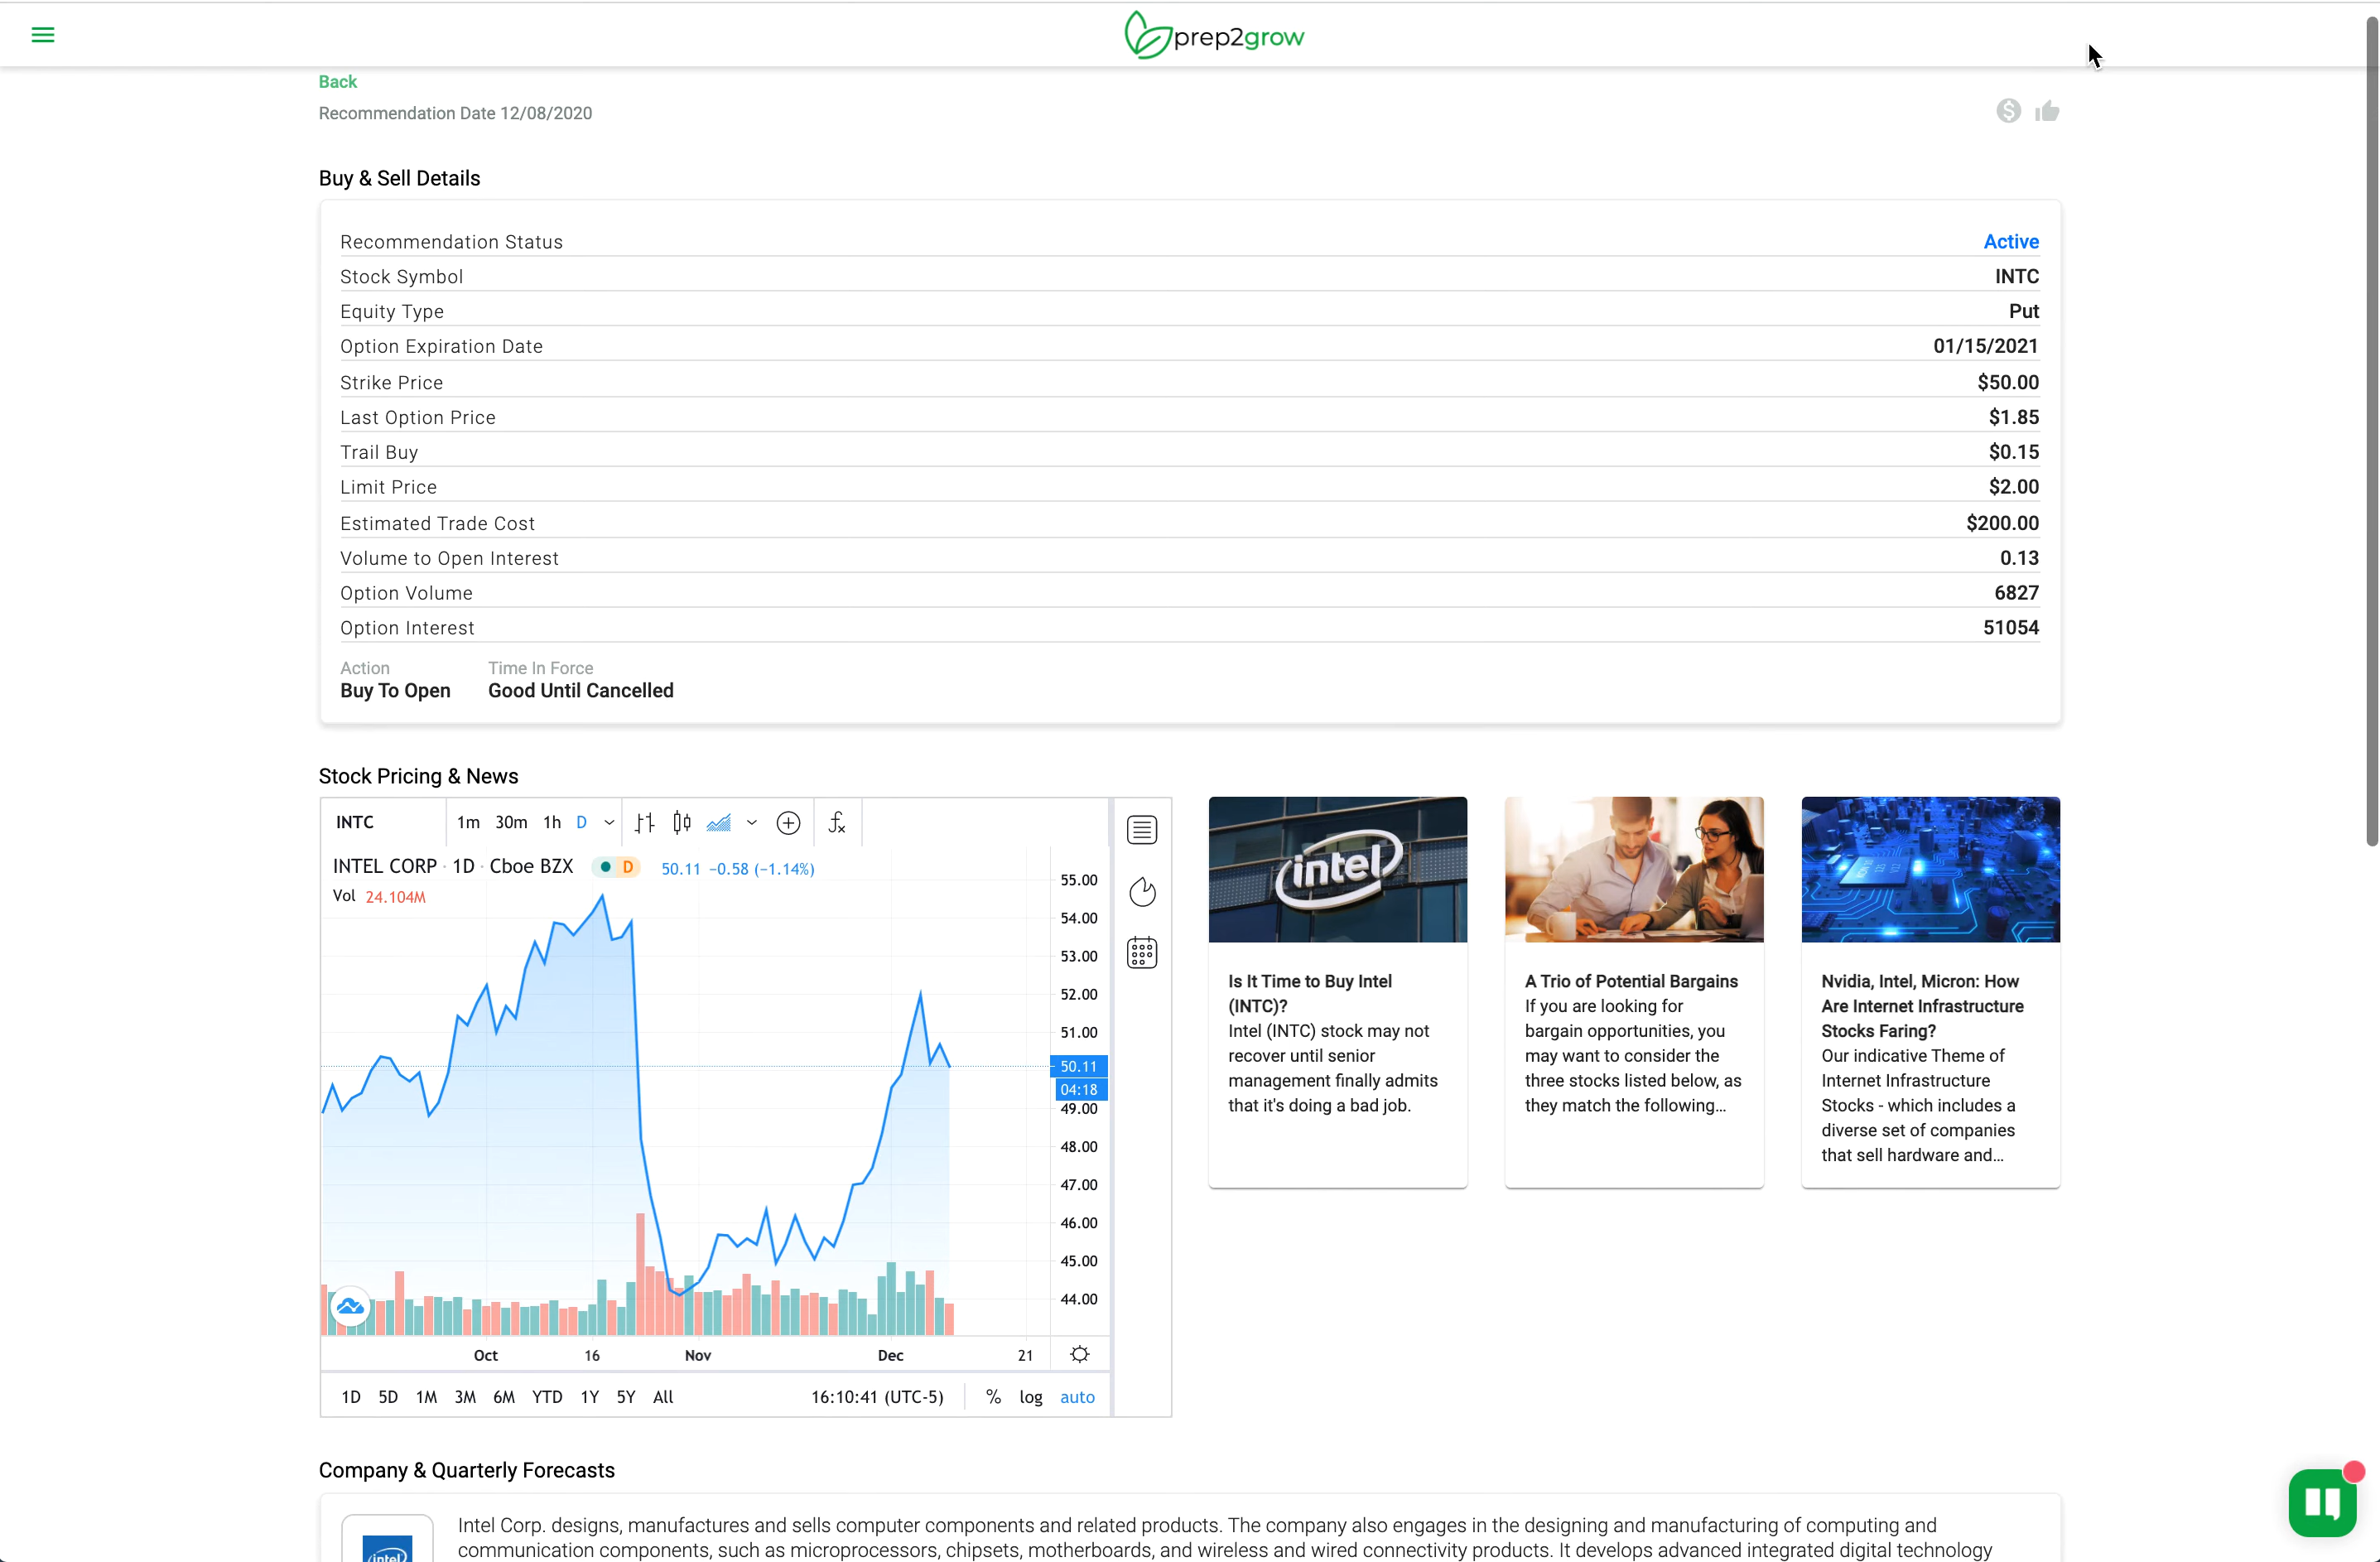 prep2grow
Back
Recommendation Date 12/08/2020
Buy & Sell Details
Recommendation Status Active
Stock Symbol INTC
Equity Type Put
Option Expiration Date 01/15/2021
Strike Price $50.00
Last Option Price $1.85
Trail Buy $0.15
Limit Price $2.00
Estimated Trade Cost $200.00
Volume to Open Interest 0.13
Option Volume 6827
Option Interest 51054
Action Time In Force
Buy To Open Good Until Cancelled
Stock Pricing & News
INTC 1m 30m 1h D
INTEL CORP · 1D · Cboe BZX D 50.11 −0.58 (−1.14%)
Vol 24.104M
55.00
54.00
53.00
52.00
51.00
50.11
04:18
49.00
48.00
47.00
46.00
45.00
44.00
Oct 16 Nov Dec 21
1D 5D 1M 3M 6M YTD 1Y 5Y All 16:10:41 (UTC-5) % log auto
intel
Is It Time to Buy Intel
(INTC)?
Intel (INTC) stock may not
recover until senior
management finally admits
that it's doing a bad job.
A Trio of Potential Bargains
If you are looking for
bargain opportunities, you
may want to consider the
three stocks listed below, as
they match the following...
Nvidia, Intel, Micron: How
Are Internet Infrastructure
Stocks Faring?
Our indicative Theme of
Internet Infrastructure
Stocks - which includes a
diverse set of companies
that sell hardware and...
Company & Quarterly Forecasts
intel
Intel Corp. designs, manufactures and sells computer components and related products. The company also engages in the designing and manufacturing of computing and
communication components, such as microprocessors, chipsets, motherboards, and wireless and wired connectivity products. It develops advanced integrated digital technology